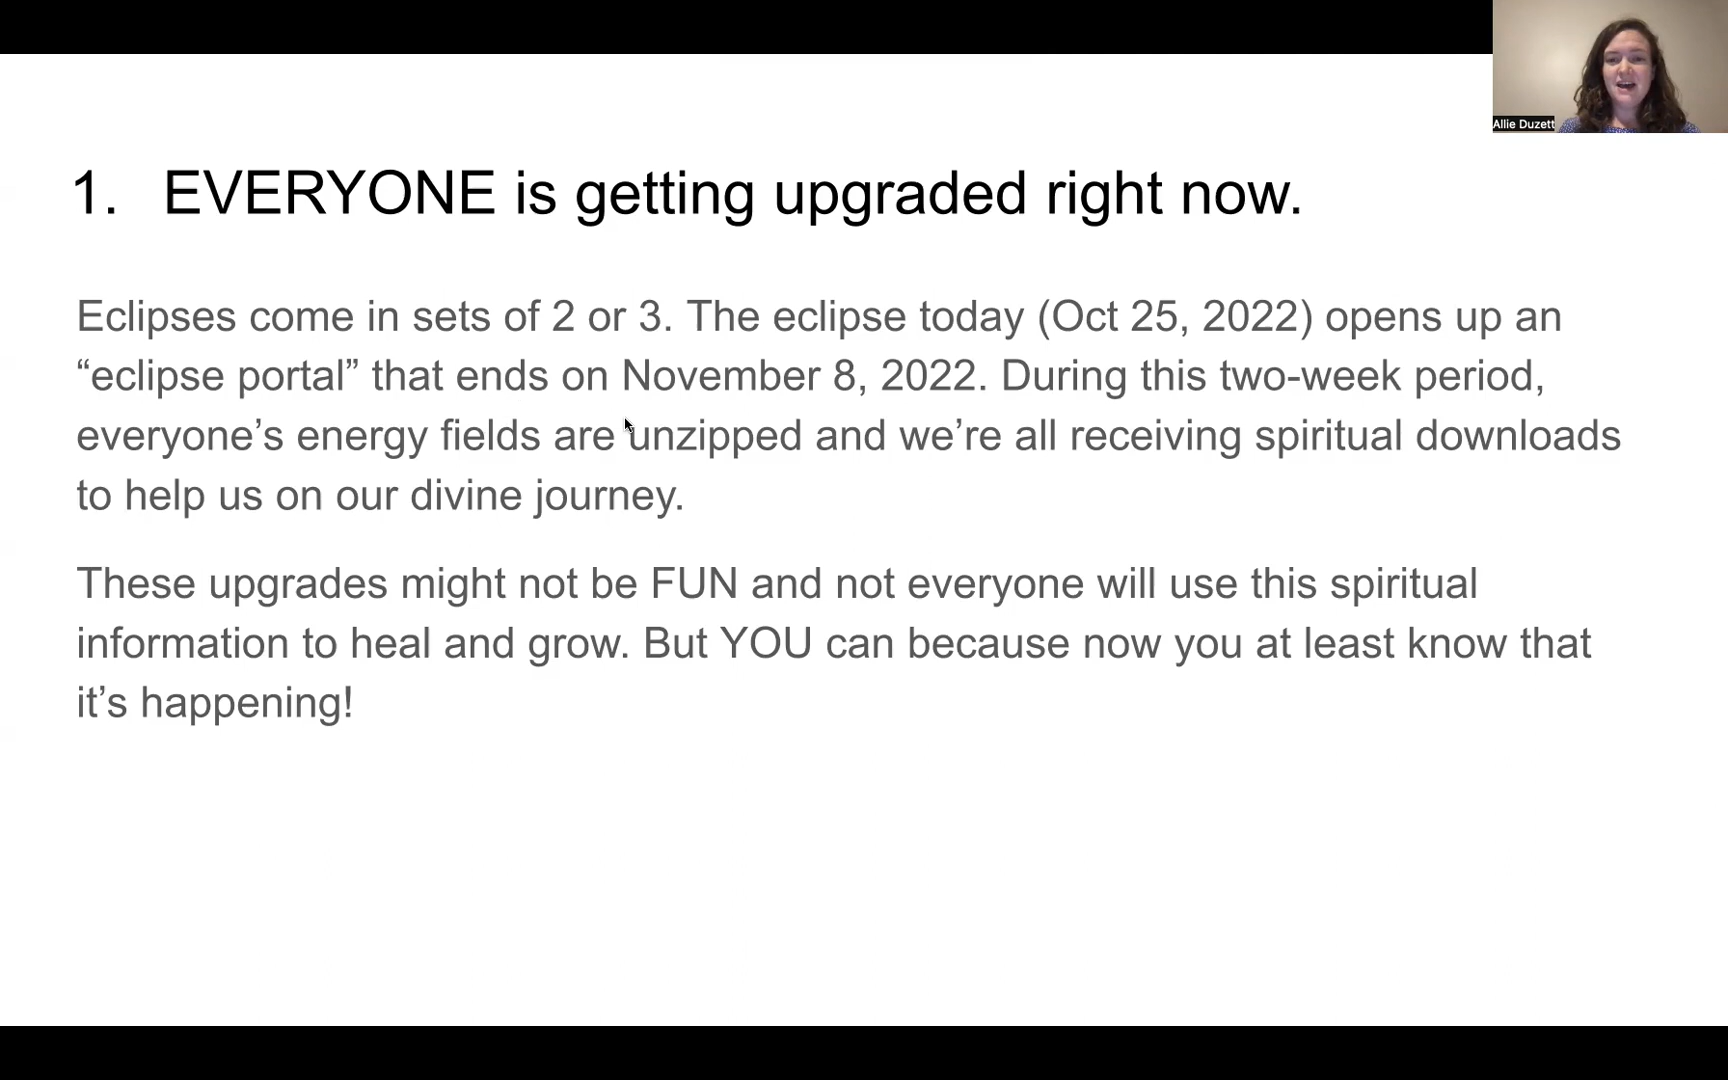 Allie Duzett
1. EVERYONE is getting upgraded right now.
Eclipses come in sets of 2 or 3. The eclipse today (Oct 25, 2022) opens up an
“eclipse portal” that ends on November 8, 2022. During this two-week period,
everyone’s energy fields are unzipped and we’re all receiving spiritual downloads
to help us on our divine journey.
These upgrades might not be FUN and not everyone will use this spiritual
information to heal and grow. But YOU can because now you at least know that
it’s happening!